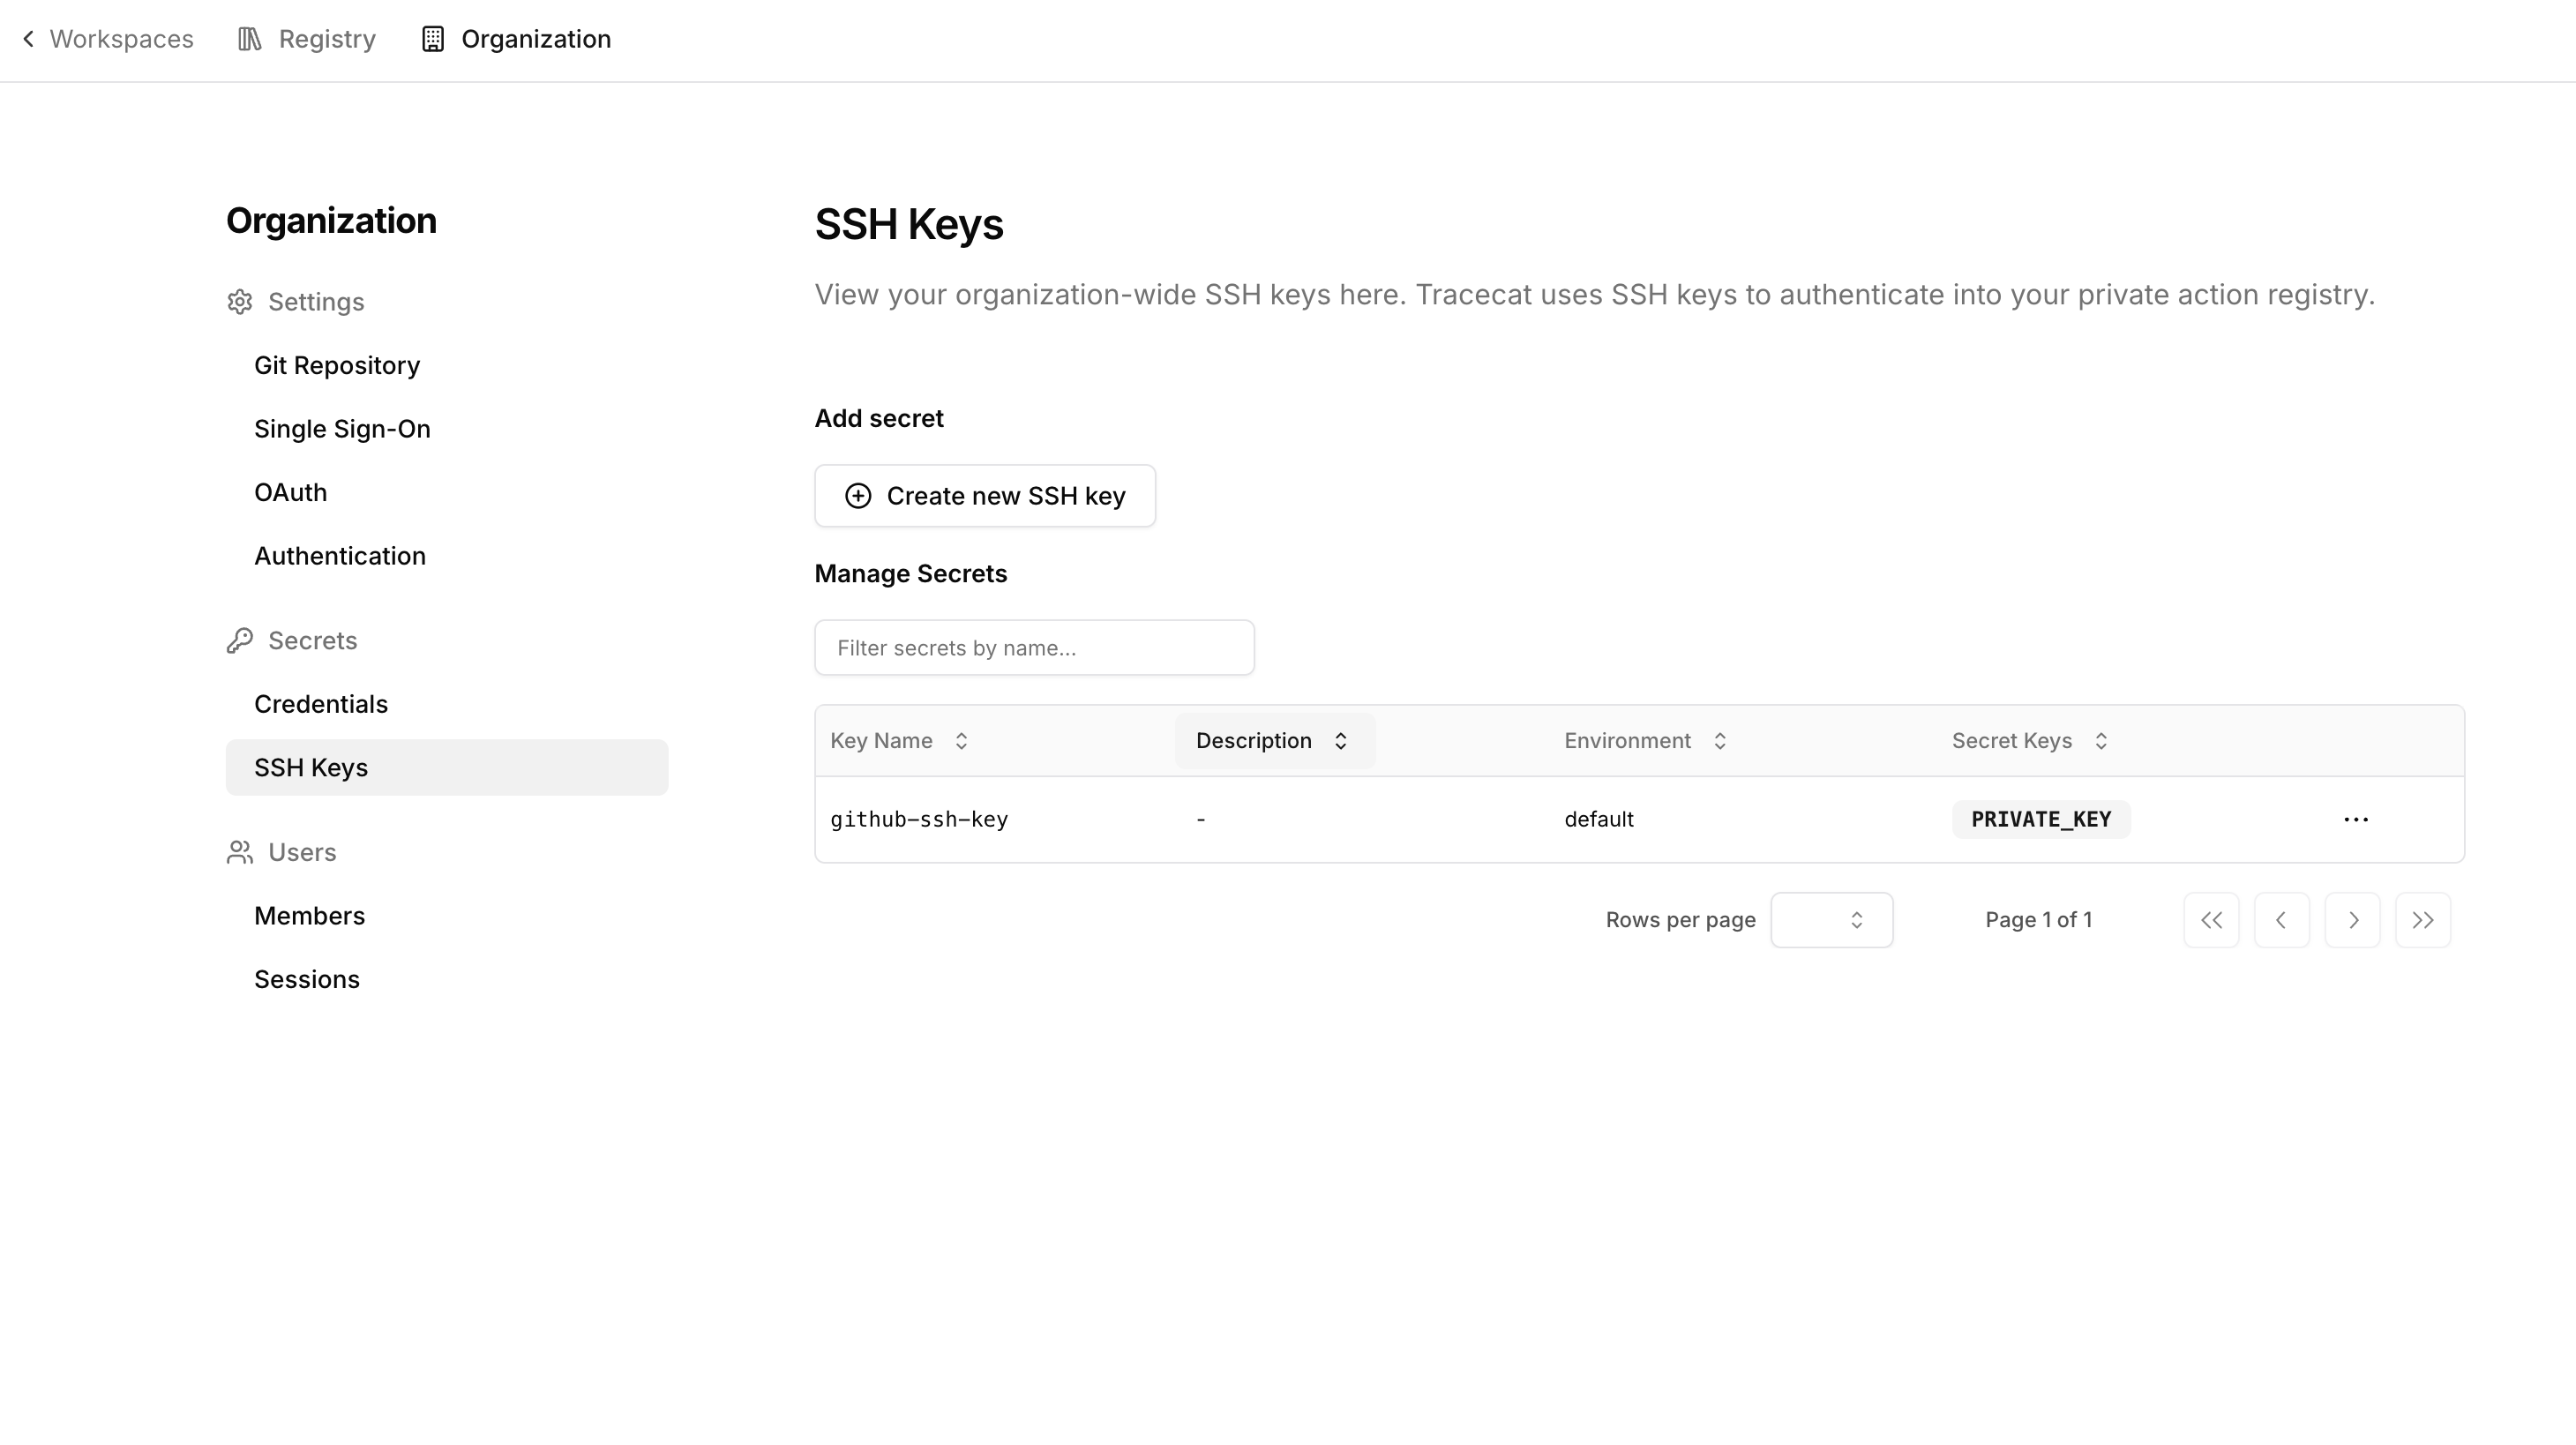 Workspaces Registry Organization
Organization
Settings
Git Repository
Single Sign-On
OAuth
Authentication
Secrets
Credentials
SSH Keys
Users
Members
Sessions
SSH Keys
View your organization-wide SSH keys here. Tracecat uses SSH keys to authenticate into your private action registry.
Add secret
Create new SSH key
Manage Secrets
Filter secrets by name...
Key Name Description Environment Secret Keys
github-ssh-key - default PRIVATE_KEY ...
Rows per page Page 1 of 1